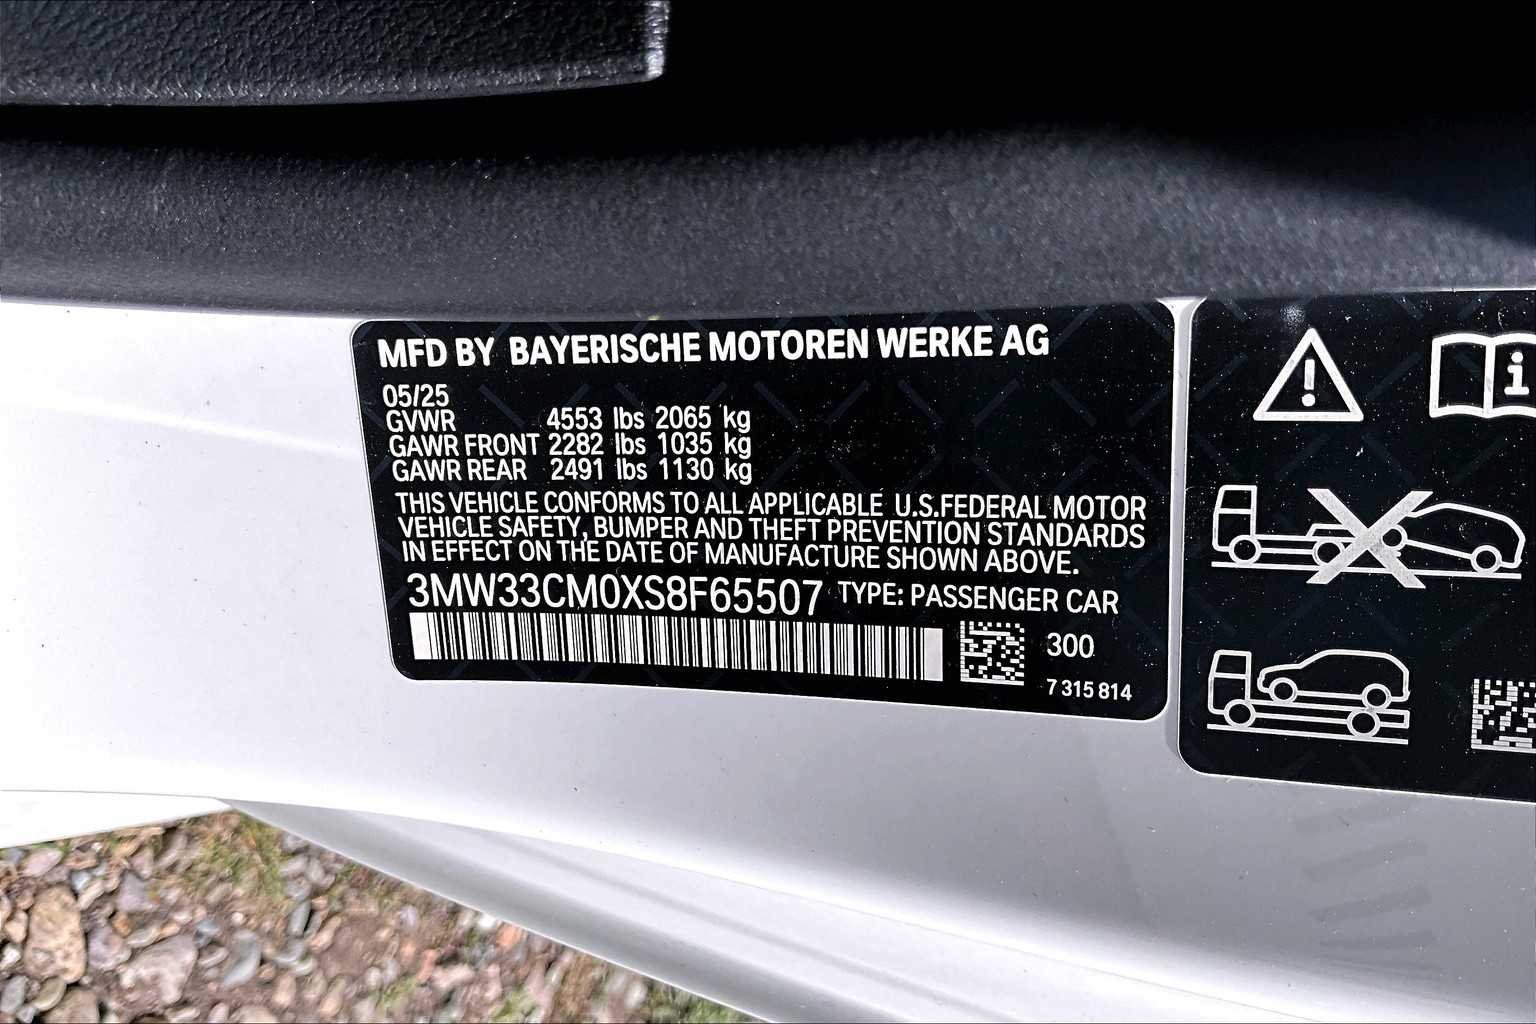 MFD BY BAYERISCHE MOTOREN WERKE AG
05/25
GVWR 4553 lbs 2065 kg
GAWR FRONT 2282 lbs 1035 kg
GAWR REAR 2491 lbs 1130 kg
THIS VEHICLE CONFORMS TO ALL APPLICABLE U.S.FEDERAL MOTOR
VEHICLE SAFETY, BUMPER AND THEFT PREVENTION STANDARDS
IN EFFECT ON THE DATE OF MANUFACTURE SHOWN ABOVE.
3MW33CM0XS8F65507 TYPE: PASSENGER CAR
300
7 315 814